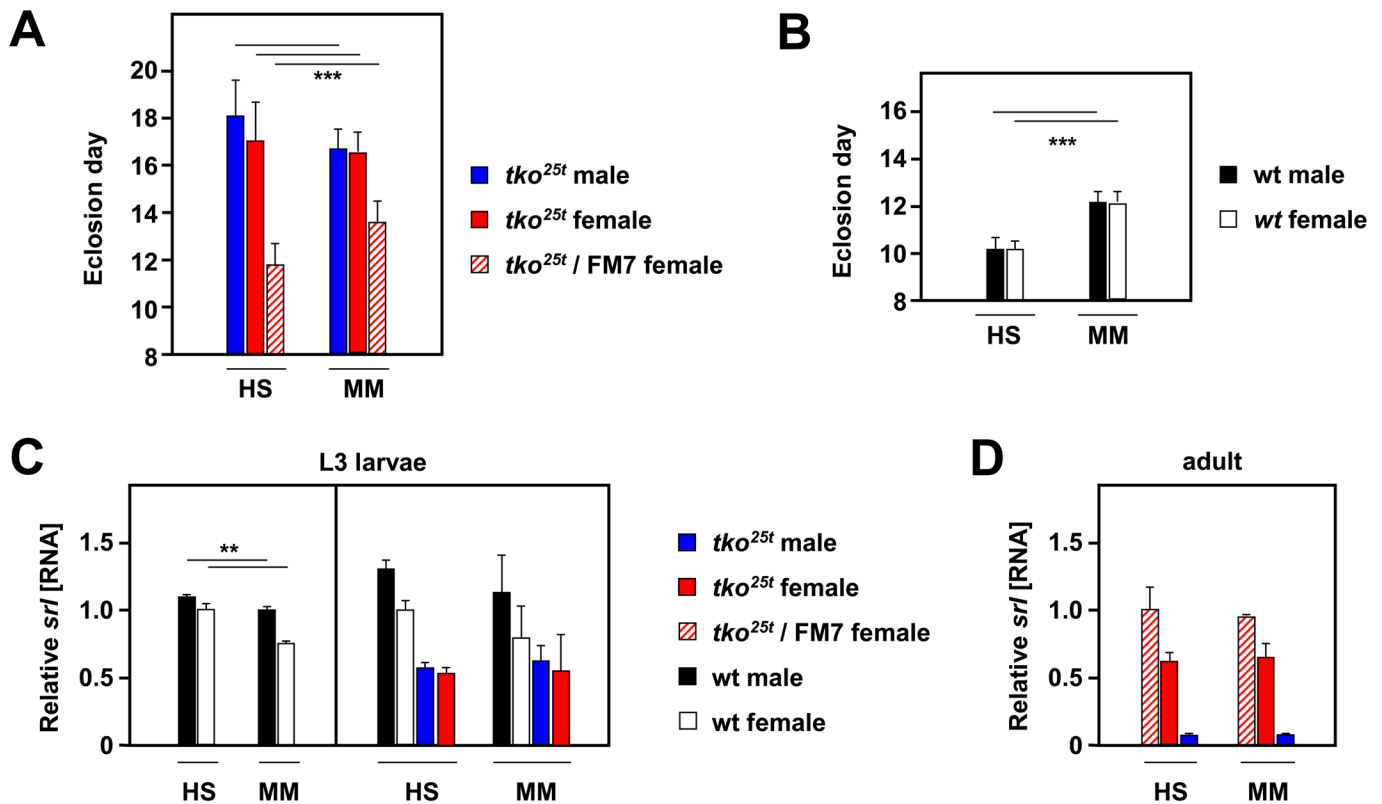 A
Eclosion day
20
18
16
14
12
10
8
***
HS MM
tko25t male
tko25t female
tko25t / FM7 female
B
Eclosion day
16
14
12
10
8
***
HS MM
wt male
wt female
C
L3 larvae
Relative srl [RNA]
1.5
1.0
0.5
0
**
HS MM HS MM
tko25t male
tko25t female
tko25t / FM7 female
wt male
wt female
D
adult
Relative srl [RNA]
1.5
1.0
0.5
0
HS MM